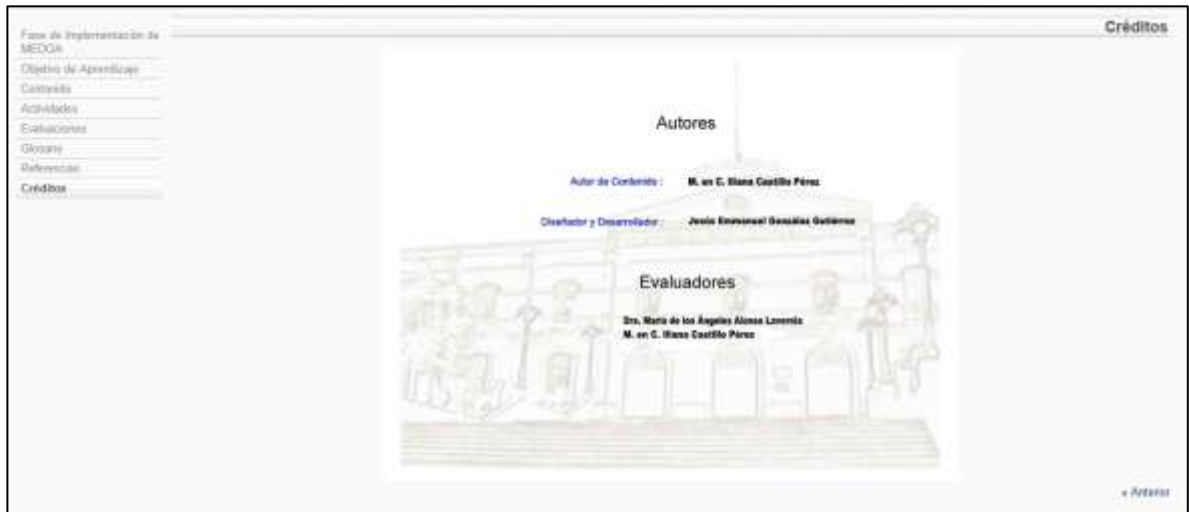 Créditos
Fase de Implementación de
MEDOA
Objetivo de Aprendizaje
Contenido
Actividades
Evaluaciones
Glosario
Referencias
Créditos
Autores
Autor de Contenido : M. en C. Iliana Castillo Pérez
Diseñador y Desarrollador : Jesús Emmanuel González Gutiérrez
Evaluadores
Dra. María de los Ángeles Alonso Lavernia
M. en C. Iliana Castillo Pérez
« Anterior